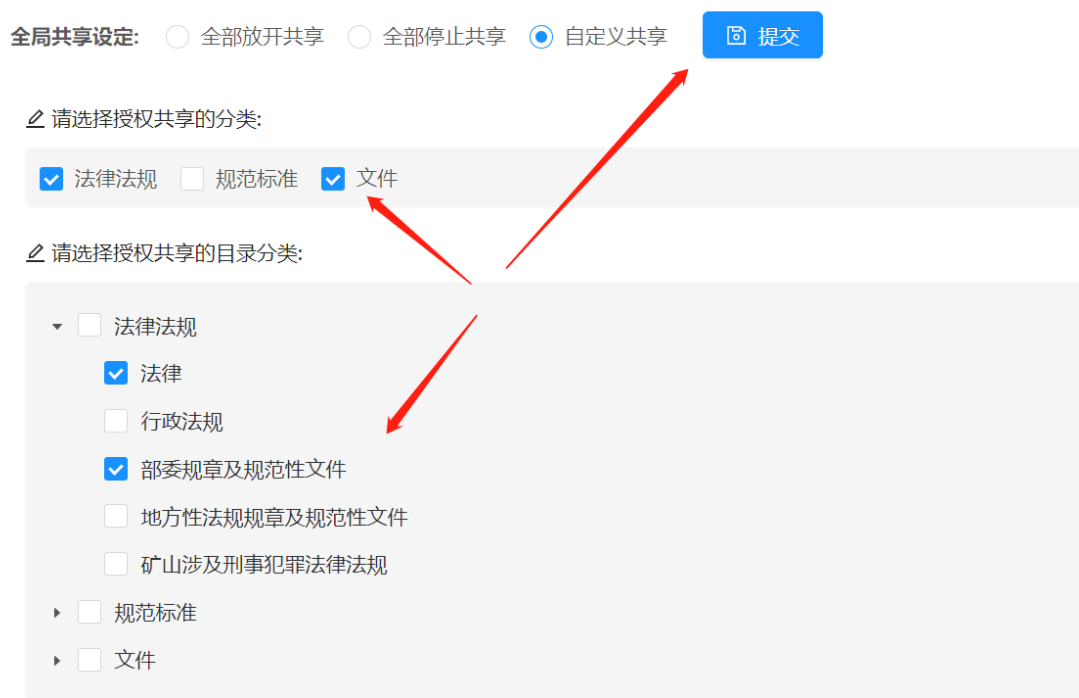 全局共享设定: 全部放开共享 全部停止共享 自定义共享 提交
请选择授权共享的分类:
法律法规 规范标准 文件
请选择授权共享的目录分类:
法律法规
法律
行政法规
部委规章及规范性文件
地方性法规规章及规范性文件
矿山涉及刑事犯罪法律法规
规范标准
文件